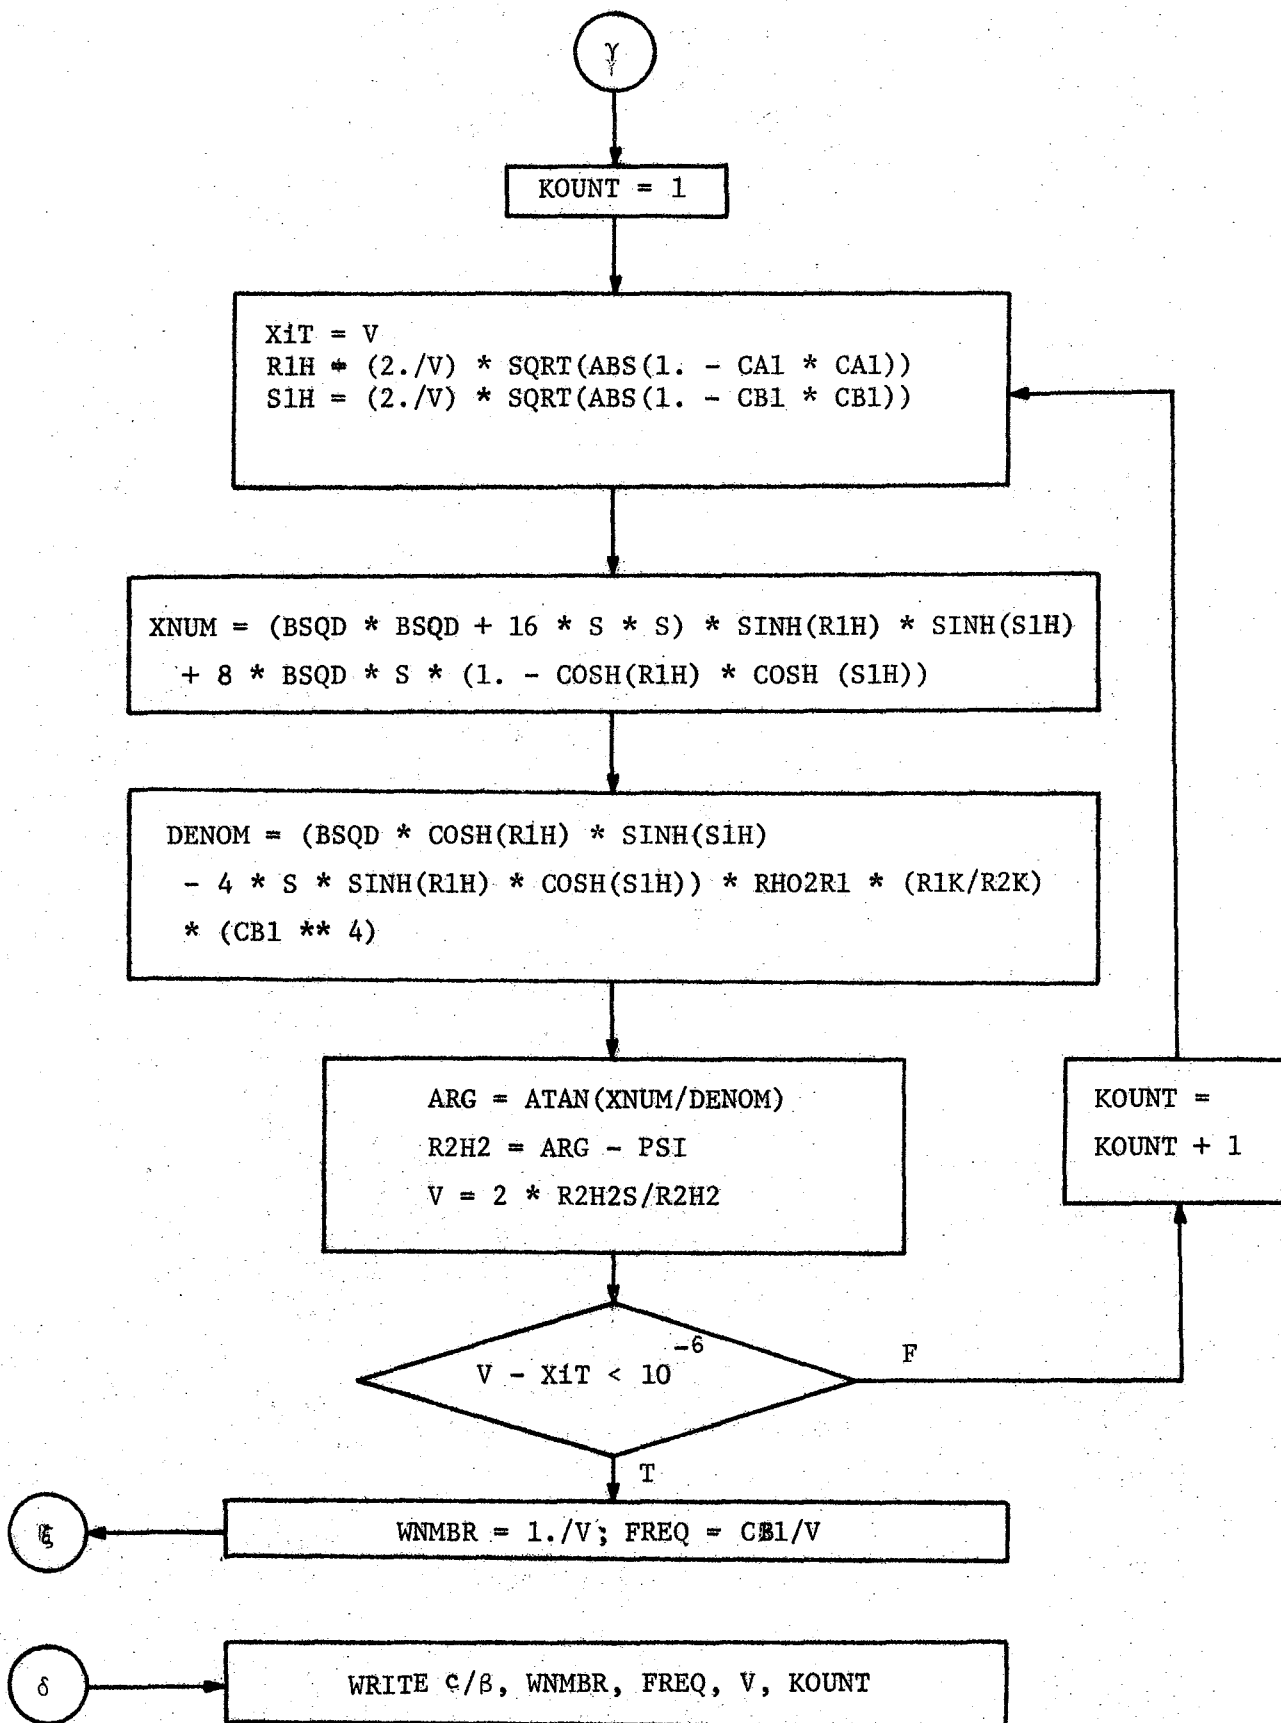 γ
KOUNT = 1
XiT = V
R1H = (2./V) * SQRT(ABS(1. - CA1 * CA1))
S1H = (2./V) * SQRT(ABS(1. - CB1 * CB1))
XNUM = (BSQD * BSQD + 16 * S * S) * SINH(R1H) * SINH(S1H)
+ 8 * BSQD * S * (1. - COSH(R1H) * COSH (S1H))
DENOM = (BSQD * COSH(R1H) * SINH(S1H)
- 4 * S * SINH(R1H) * COSH(S1H)) * RHO2R1 * (R1K/R2K)
* (CB1 ** 4)
ARG = ATAN(XNUM/DENOM)
R2H2 = ARG - PSI
V = 2 * R2H2S/R2H2
KOUNT =
KOUNT + 1
V - XiT < 10⁻⁶
F
T
WNMBR = 1./V; FREQ = CB1/V
δ
WRITE c/β, WNMBR, FREQ, V, KOUNT